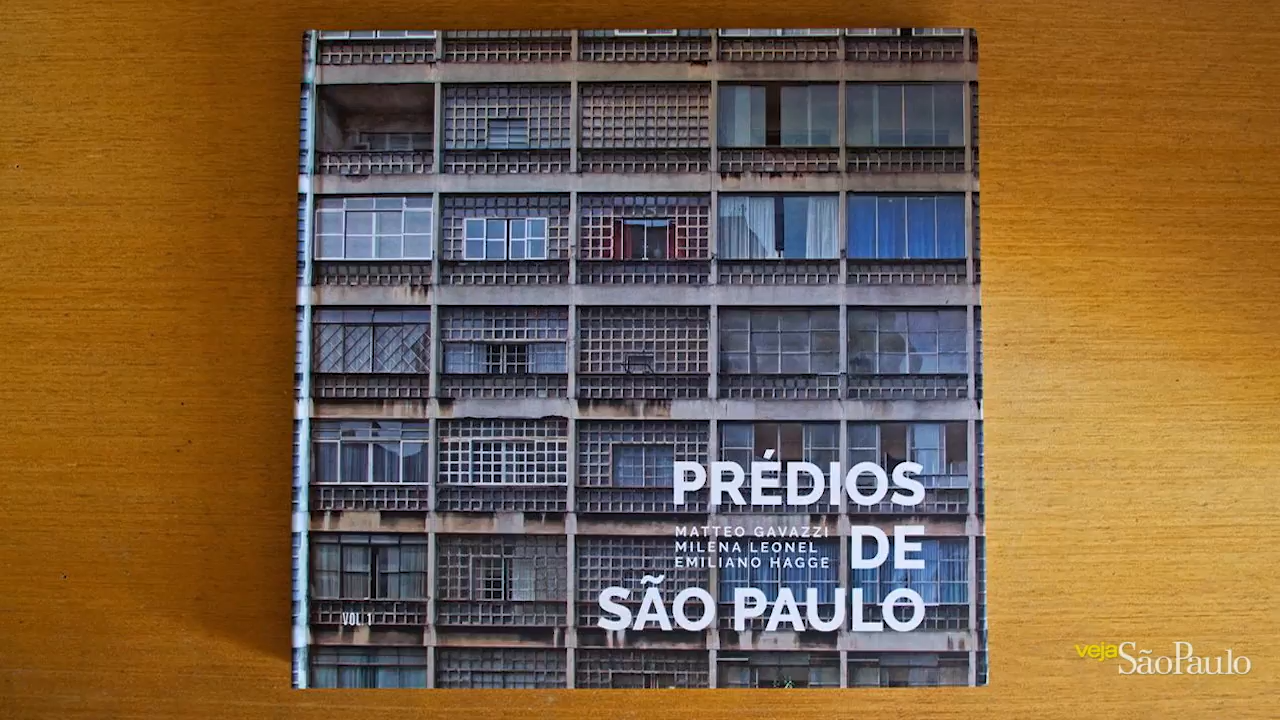 PRÉDIOS
MATTEO GAVAZZI
MILENA LEONEL
EMILIANO HAGGE
DE
SÃO PAULO
VOL 1
vejaSãoPaulo